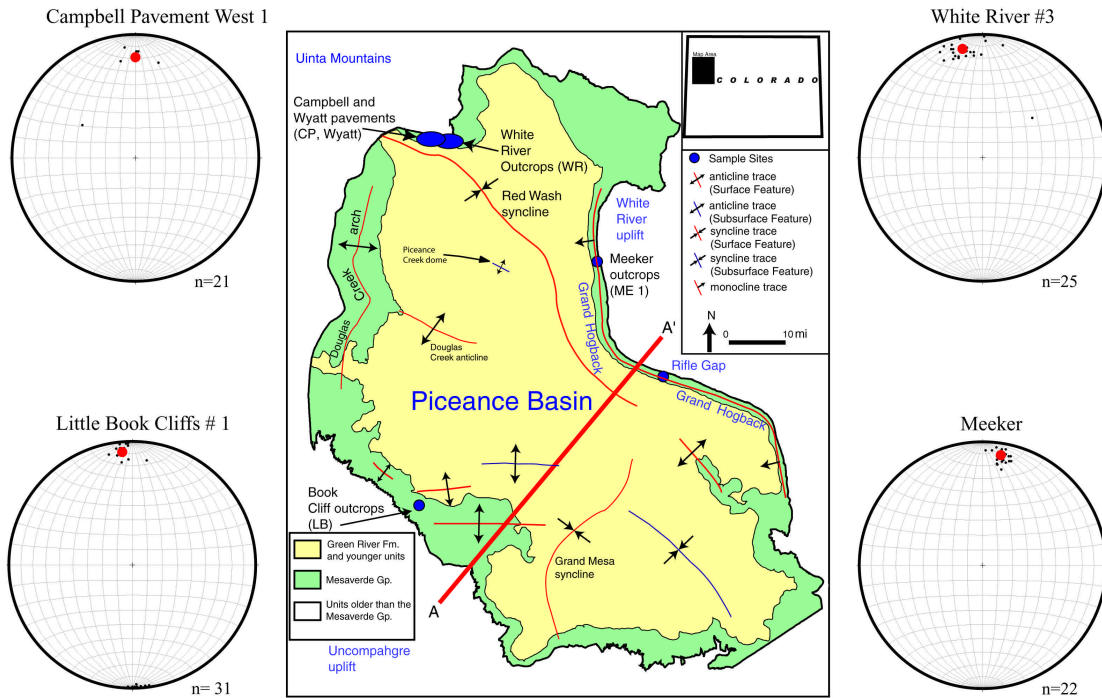 Campbell Pavement West 1
n=21
Little Book Cliffs # 1
n= 31
Uinta Mountains
Campbell and
Wyatt pavements
(CP, Wyatt)
White
River
Outcrops (WR)
Red Wash
syncline
White
River
uplift
Piceance
Creek dome
Meeker
outcrops
(ME 1)
Douglas Creek arch
Grand Hogback
Douglas
Creek anticline
A'
Rifle Gap
Grand Hogback
Piceance Basin
Book
Cliff outcrops
(LB)
Grand Mesa
syncline
A
Uncompahgre
uplift
Green River Fm.
and younger units
Mesaverde Gp.
Units older than the
Mesaverde Gp.
Map Area
COLORADO
Sample Sites
anticline trace
(Surface Feature)
anticline trace
(Subsurface Feature)
syncline trace
(Surface Feature)
syncline trace
(Subsurface Feature)
monocline trace
N
0 10 mi
White River #3
n=25
Meeker
n=22